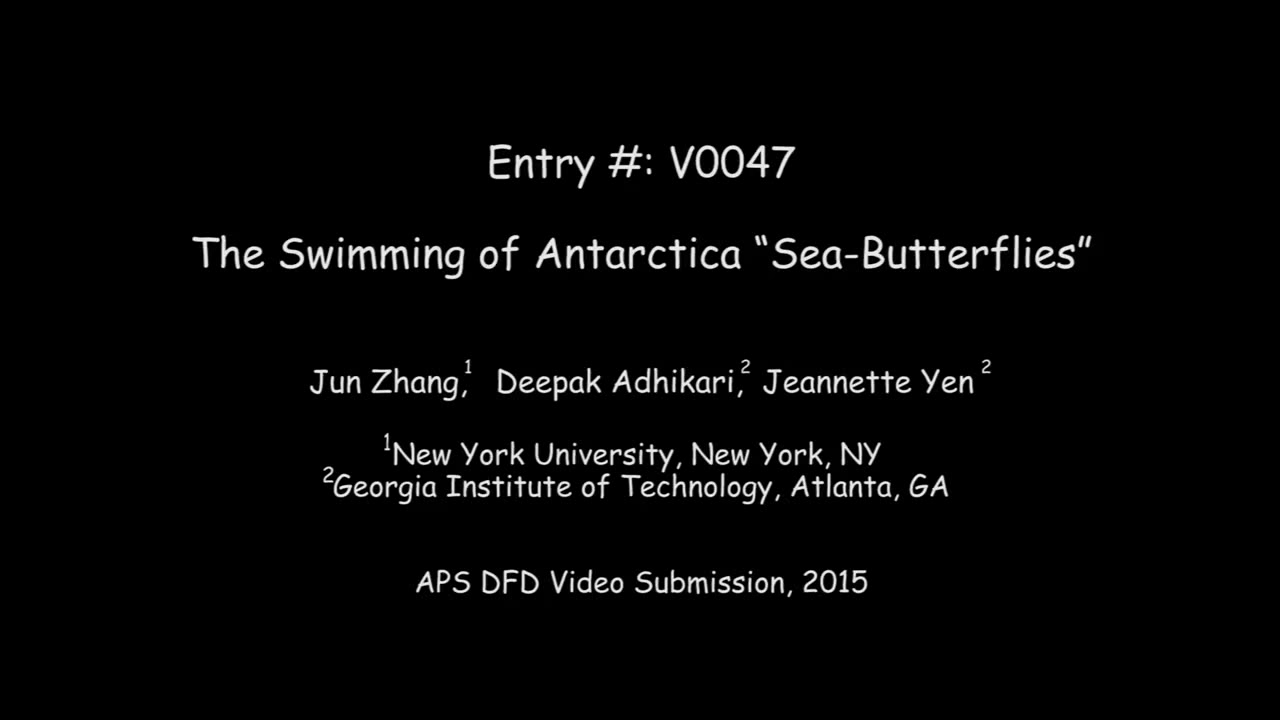 Entry #: V0047
The Swimming of Antarctica “Sea-Butterflies”
Jun Zhang,¹ Deepak Adhikari,² Jeannette Yen ²
¹New York University, New York, NY
²Georgia Institute of Technology, Atlanta, GA
APS DFD Video Submission, 2015